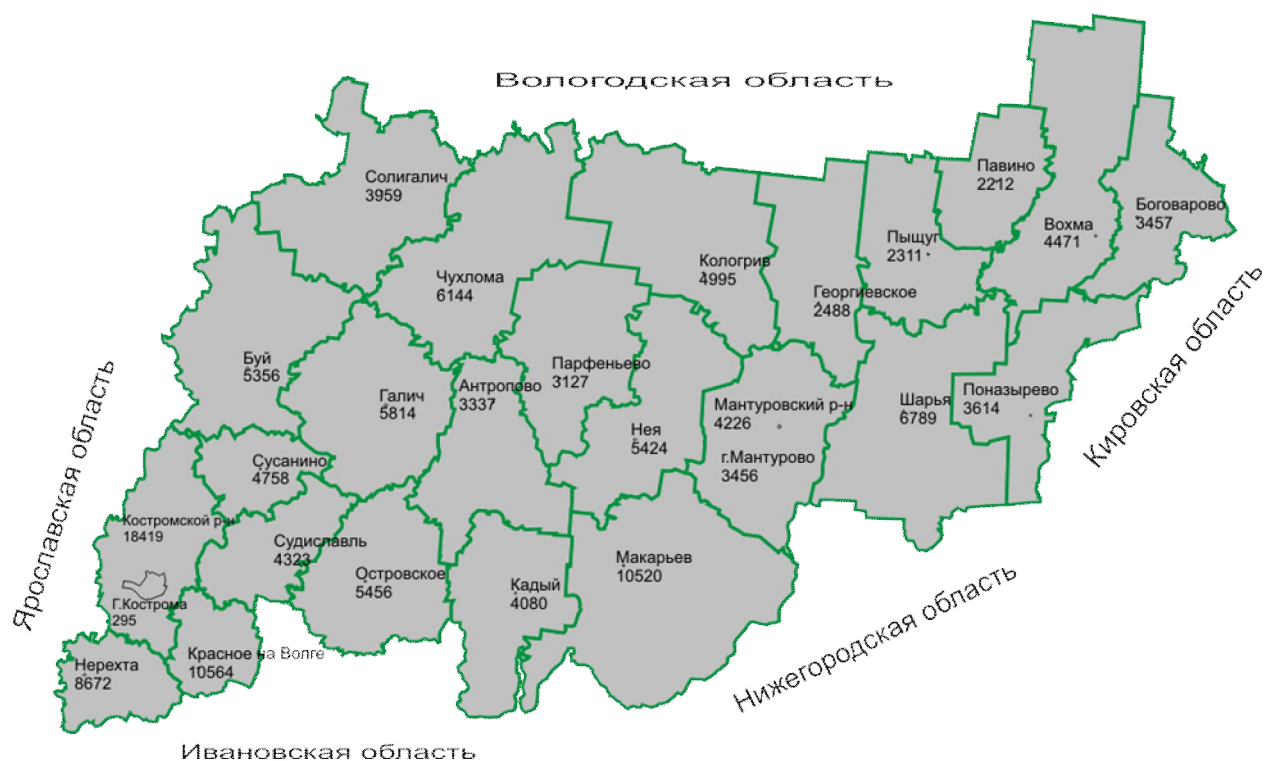 Вологодская область
Солигалич
3959
Павино
2212
Боговарово
3457
Вохма
4471
Пыщуг
2311
Кологрив
4995
Чухлома
6144
Георгиевское
2488
Кировская область
Буй
5356
Парфеньево
3127
Антропово
3337
Галич
5814
Мантуровский р-н
4226
Шарья
6789
Поназырево
3614
Ярославская область
Нея
5424
г.Мантурово
3456
Сусанино
4758
Костромской р-н
18419
Судиславль
4323
Островское
5456
Кадый
4080
Макарьев
10520
Г.Кострома
295
Нижегородская область
Красное на Волге
10564
Нерехта
8672
Ивановская область